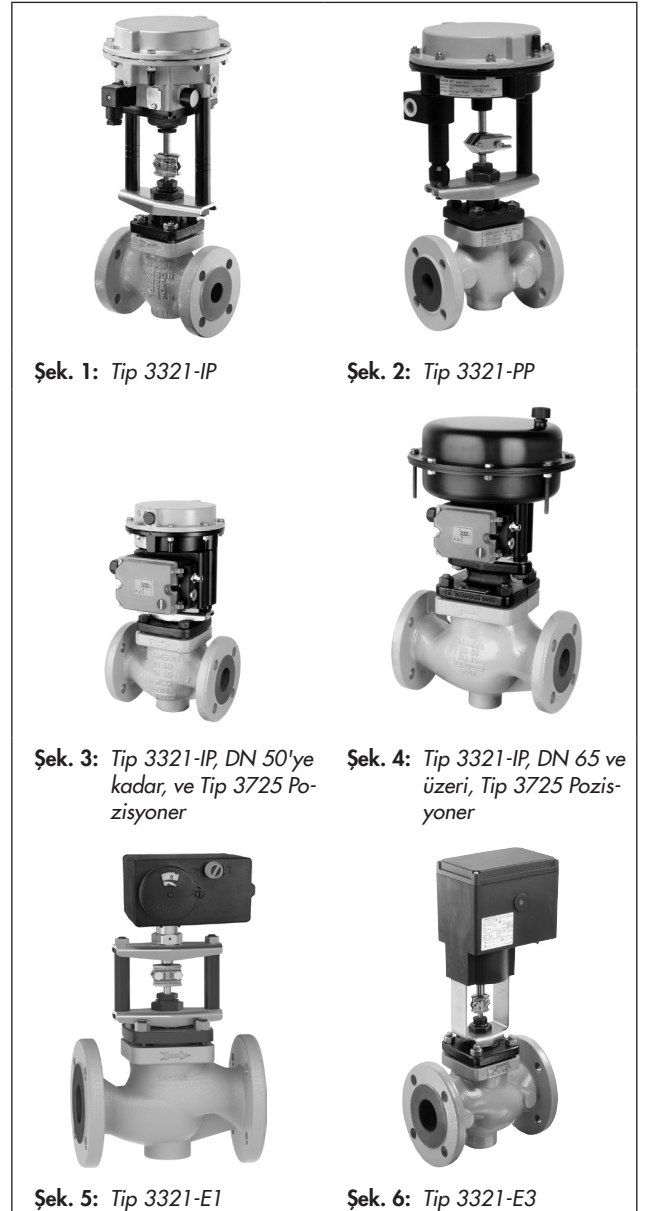 Şek. 1: Tip 3321-IP
Şek. 2: Tip 3321-PP
Şek. 3: Tip 3321-IP, DN 50'ye
kadar, ve Tip 3725 Po-
zisyoner
Şek. 4: Tip 3321-IP, DN 65 ve
üzeri, Tip 3725 Pozis-
yoner
Şek. 5: Tip 3321-E1
Şek. 6: Tip 3321-E3